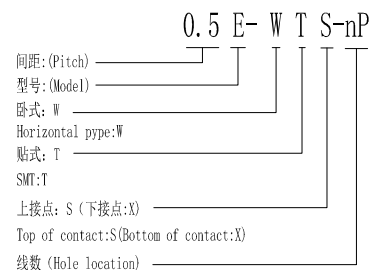 0.5 E- W T S-nP
间距:(Pitch)
型号:(Model)
卧式: W
Horizontal pype:W
贴式: T
SMT:T
上接点: S (下接点:X)
Top of contact:S(Bottom of contact:X)
线数 (Hole location)